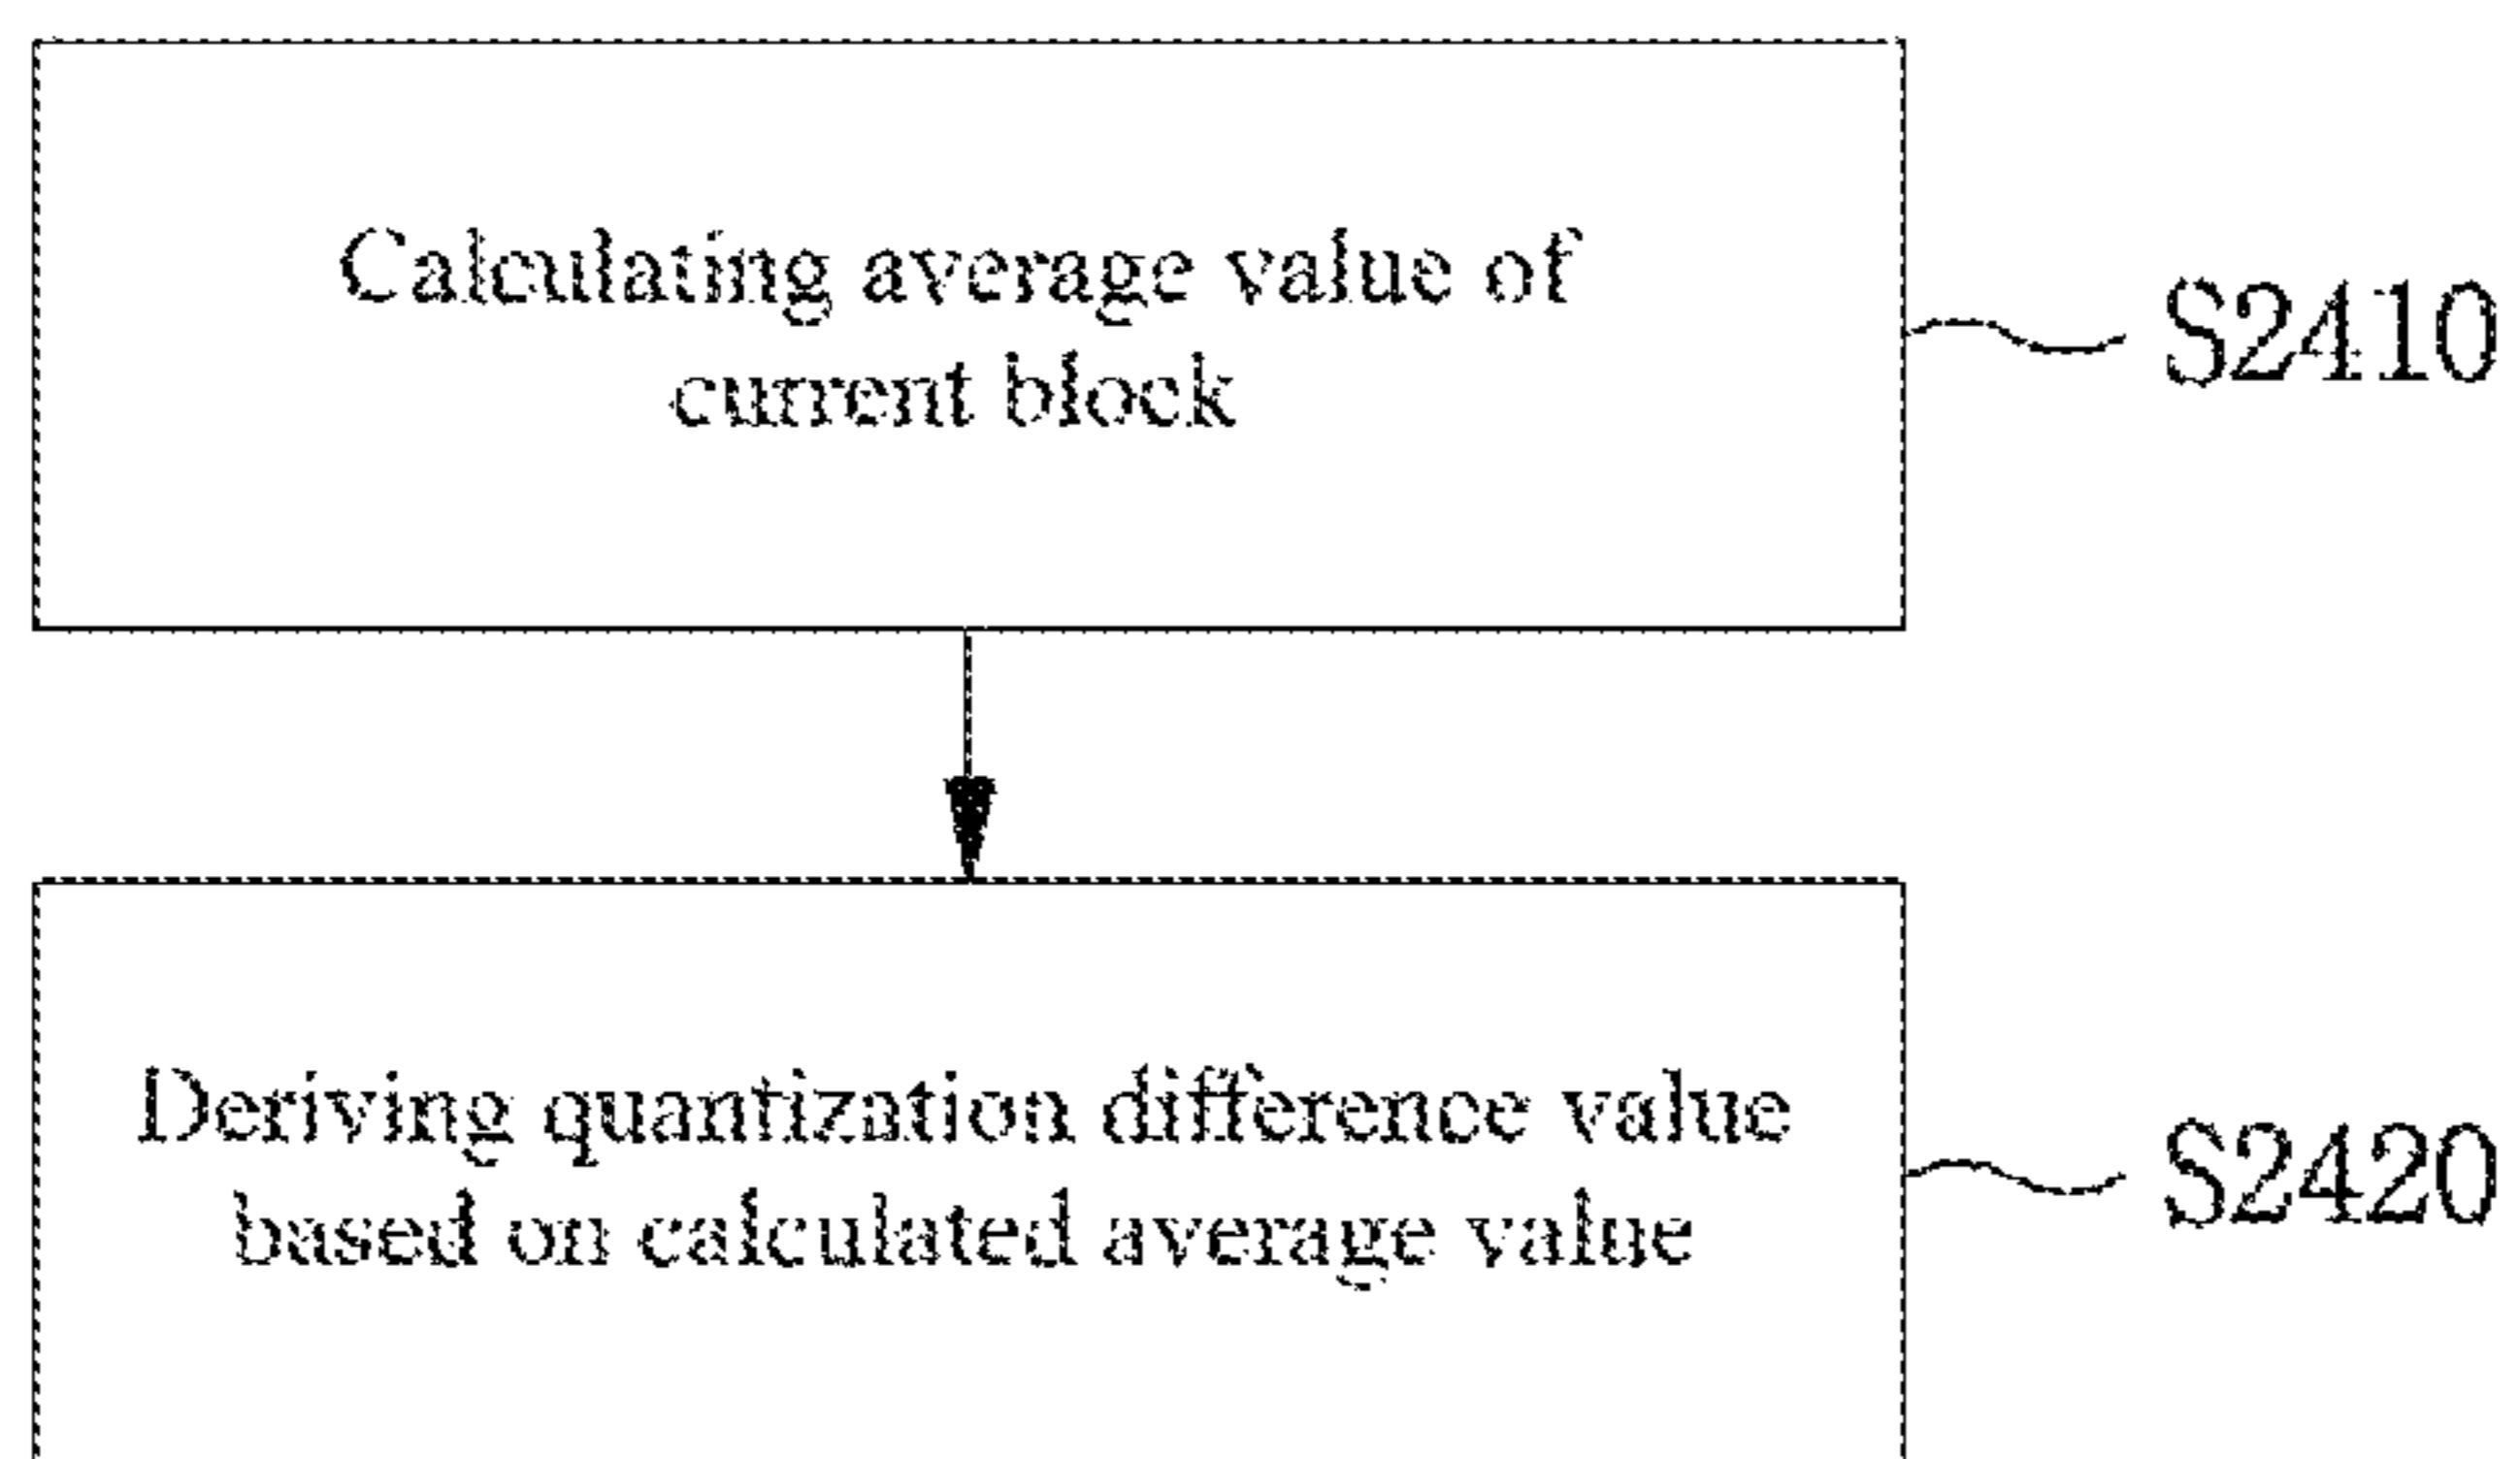 Calculating average value of
current block
S2410
Deriving quantization difference value
based on calculated average value
S2420